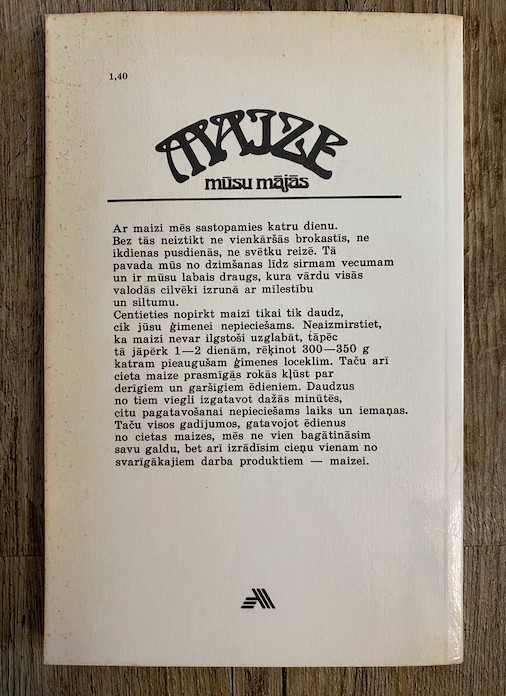 1,40
MAIZE
mūsu mājās
Ar maizi mēs sastopamies katru dienu.
Bez tās neiztikt ne vienkāršās brokastīs, ne
ikdienas pusdienās, ne svētku reizē. Tā
pavada mūs no dzimšanas līdz sirmam vecumam
un ir mūsu labais draugs, kura vārdu visās
valodās cilvēki izrunā ar mīlestību
un siltumu.
Centieties nopirkt maizi tikai tik daudz,
cik jūsu ģimenei nepieciešams. Neaizmirstiet,
ka maizi nevar ilgstoši uzglabāt, tāpēc
tā jāpērk 1—2 dienām, rēķinot 300—350 g
katram pieaugušam ģimenes loceklim. Taču arī
cieta maize prasmīgās rokās kļūst par
derīgiem un garšīgiem ēdieniem. Daudzus
no tiem viegli izgatavot dažās minūtēs,
citu pagatavošanai nepieciešams laiks un iemaņas.
Taču visos gadījumos, gatavojot ēdienus
no cietas maizes, mēs ne vien bagātināsim
savu galdu, bet arī izrādīsim cieņu vienam no
svarīgākajiem darba produktiem — maizei.